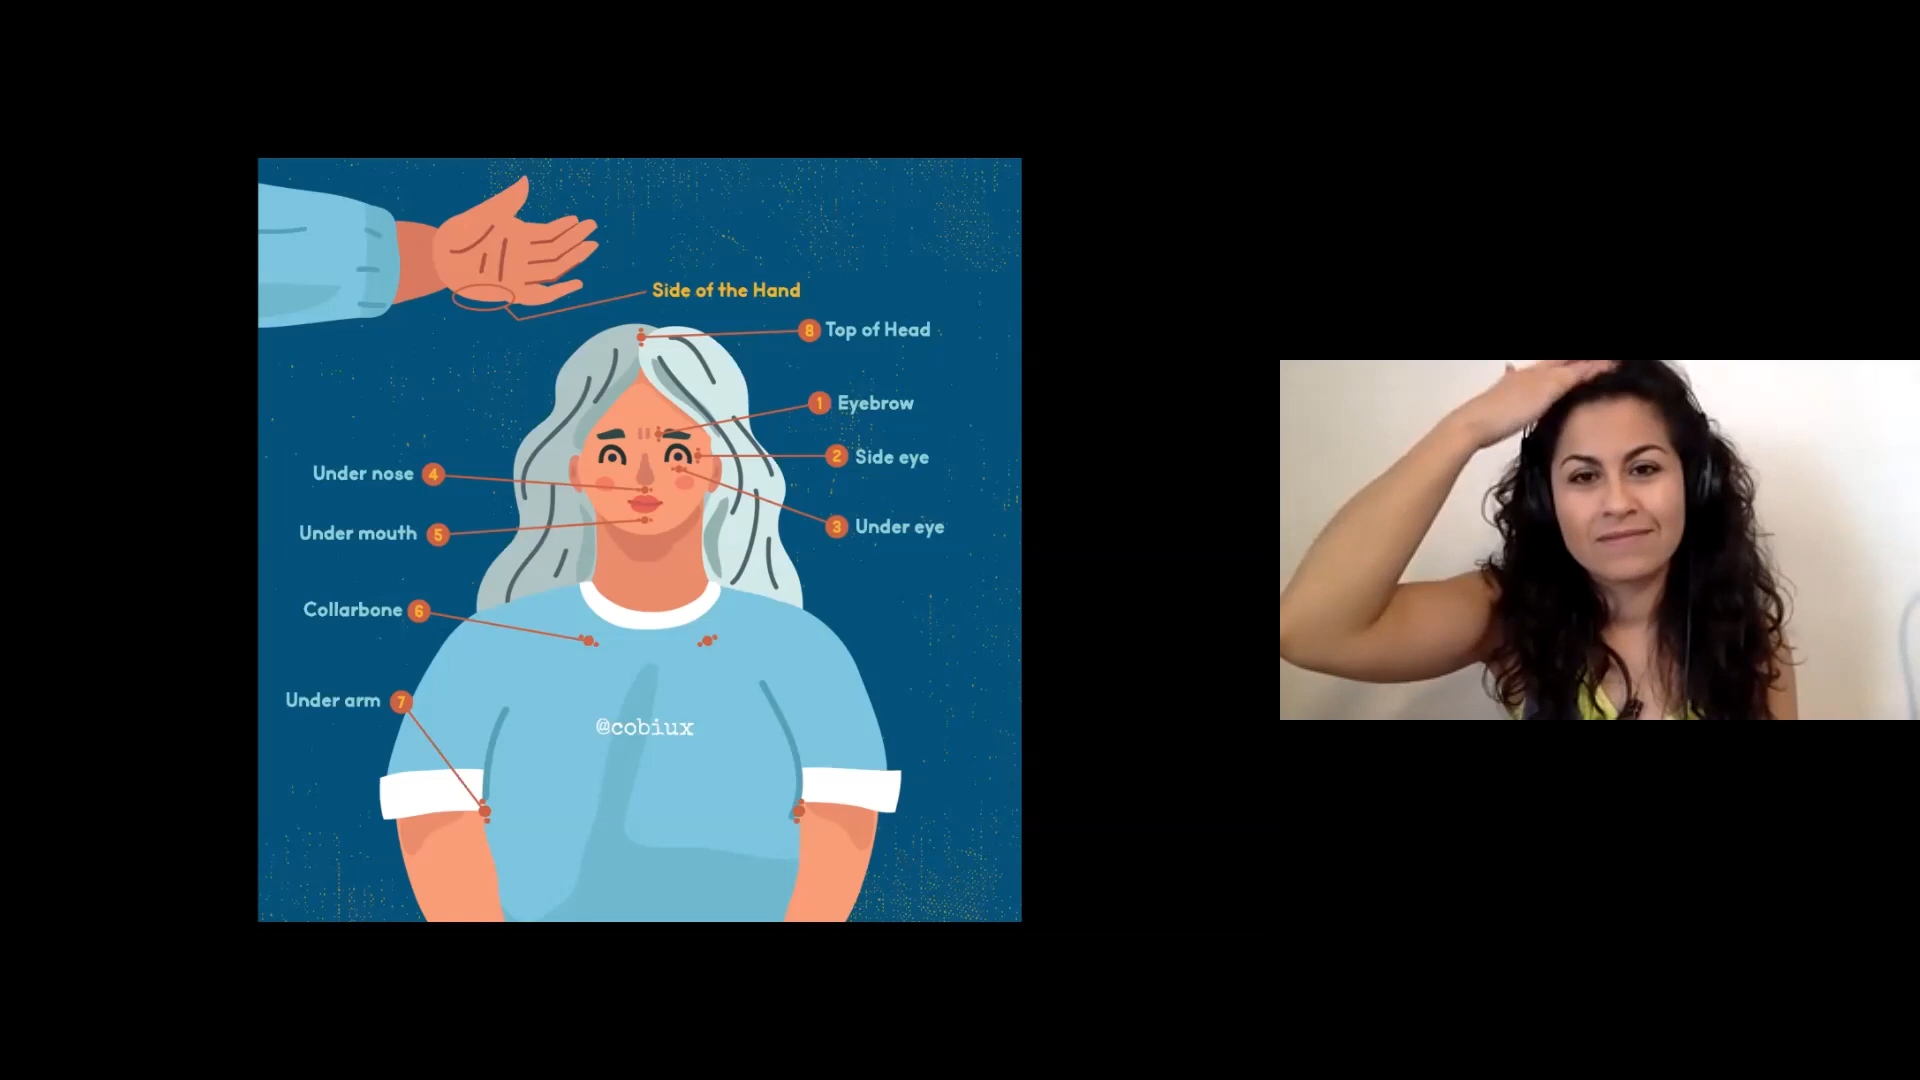 Side of the Hand
8 Top of Head
1 Eyebrow
2 Side eye
Under nose 4
3 Under eye
Under mouth 5
Collarbone 6
Under arm 7
@cobiux